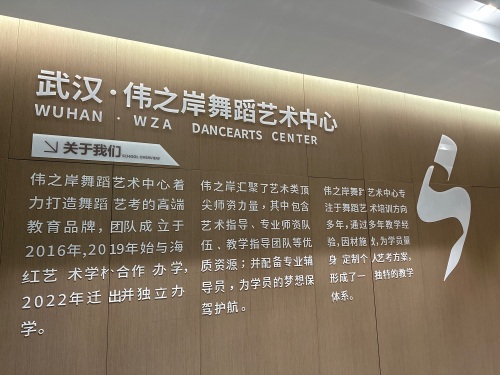 武汉·伟之岸舞蹈艺术中心
WUHAN · WZA DANCEARTS CENTER
关于我们
伟之岸舞蹈艺术中心着
力打造舞蹈艺考的高端
教育品牌，团队成立于
2016年,2019年始与海
红艺术学校合作办学,
2022年迁出并独立办
学。
伟之岸汇聚了艺术类顶
尖师资力量，其中包含
艺术指导、专业师资队
伍、教学指导团队等优
质资源；并配备专业辅
导员，为学员的梦想保
驾护航。
伟之岸舞蹈艺术中心专
注于舞蹈艺术培训方向
多年，通过多年教学经
验，因材施教，为学员量
身定制个人艺考方案，
形成了一独特的教学
体系。